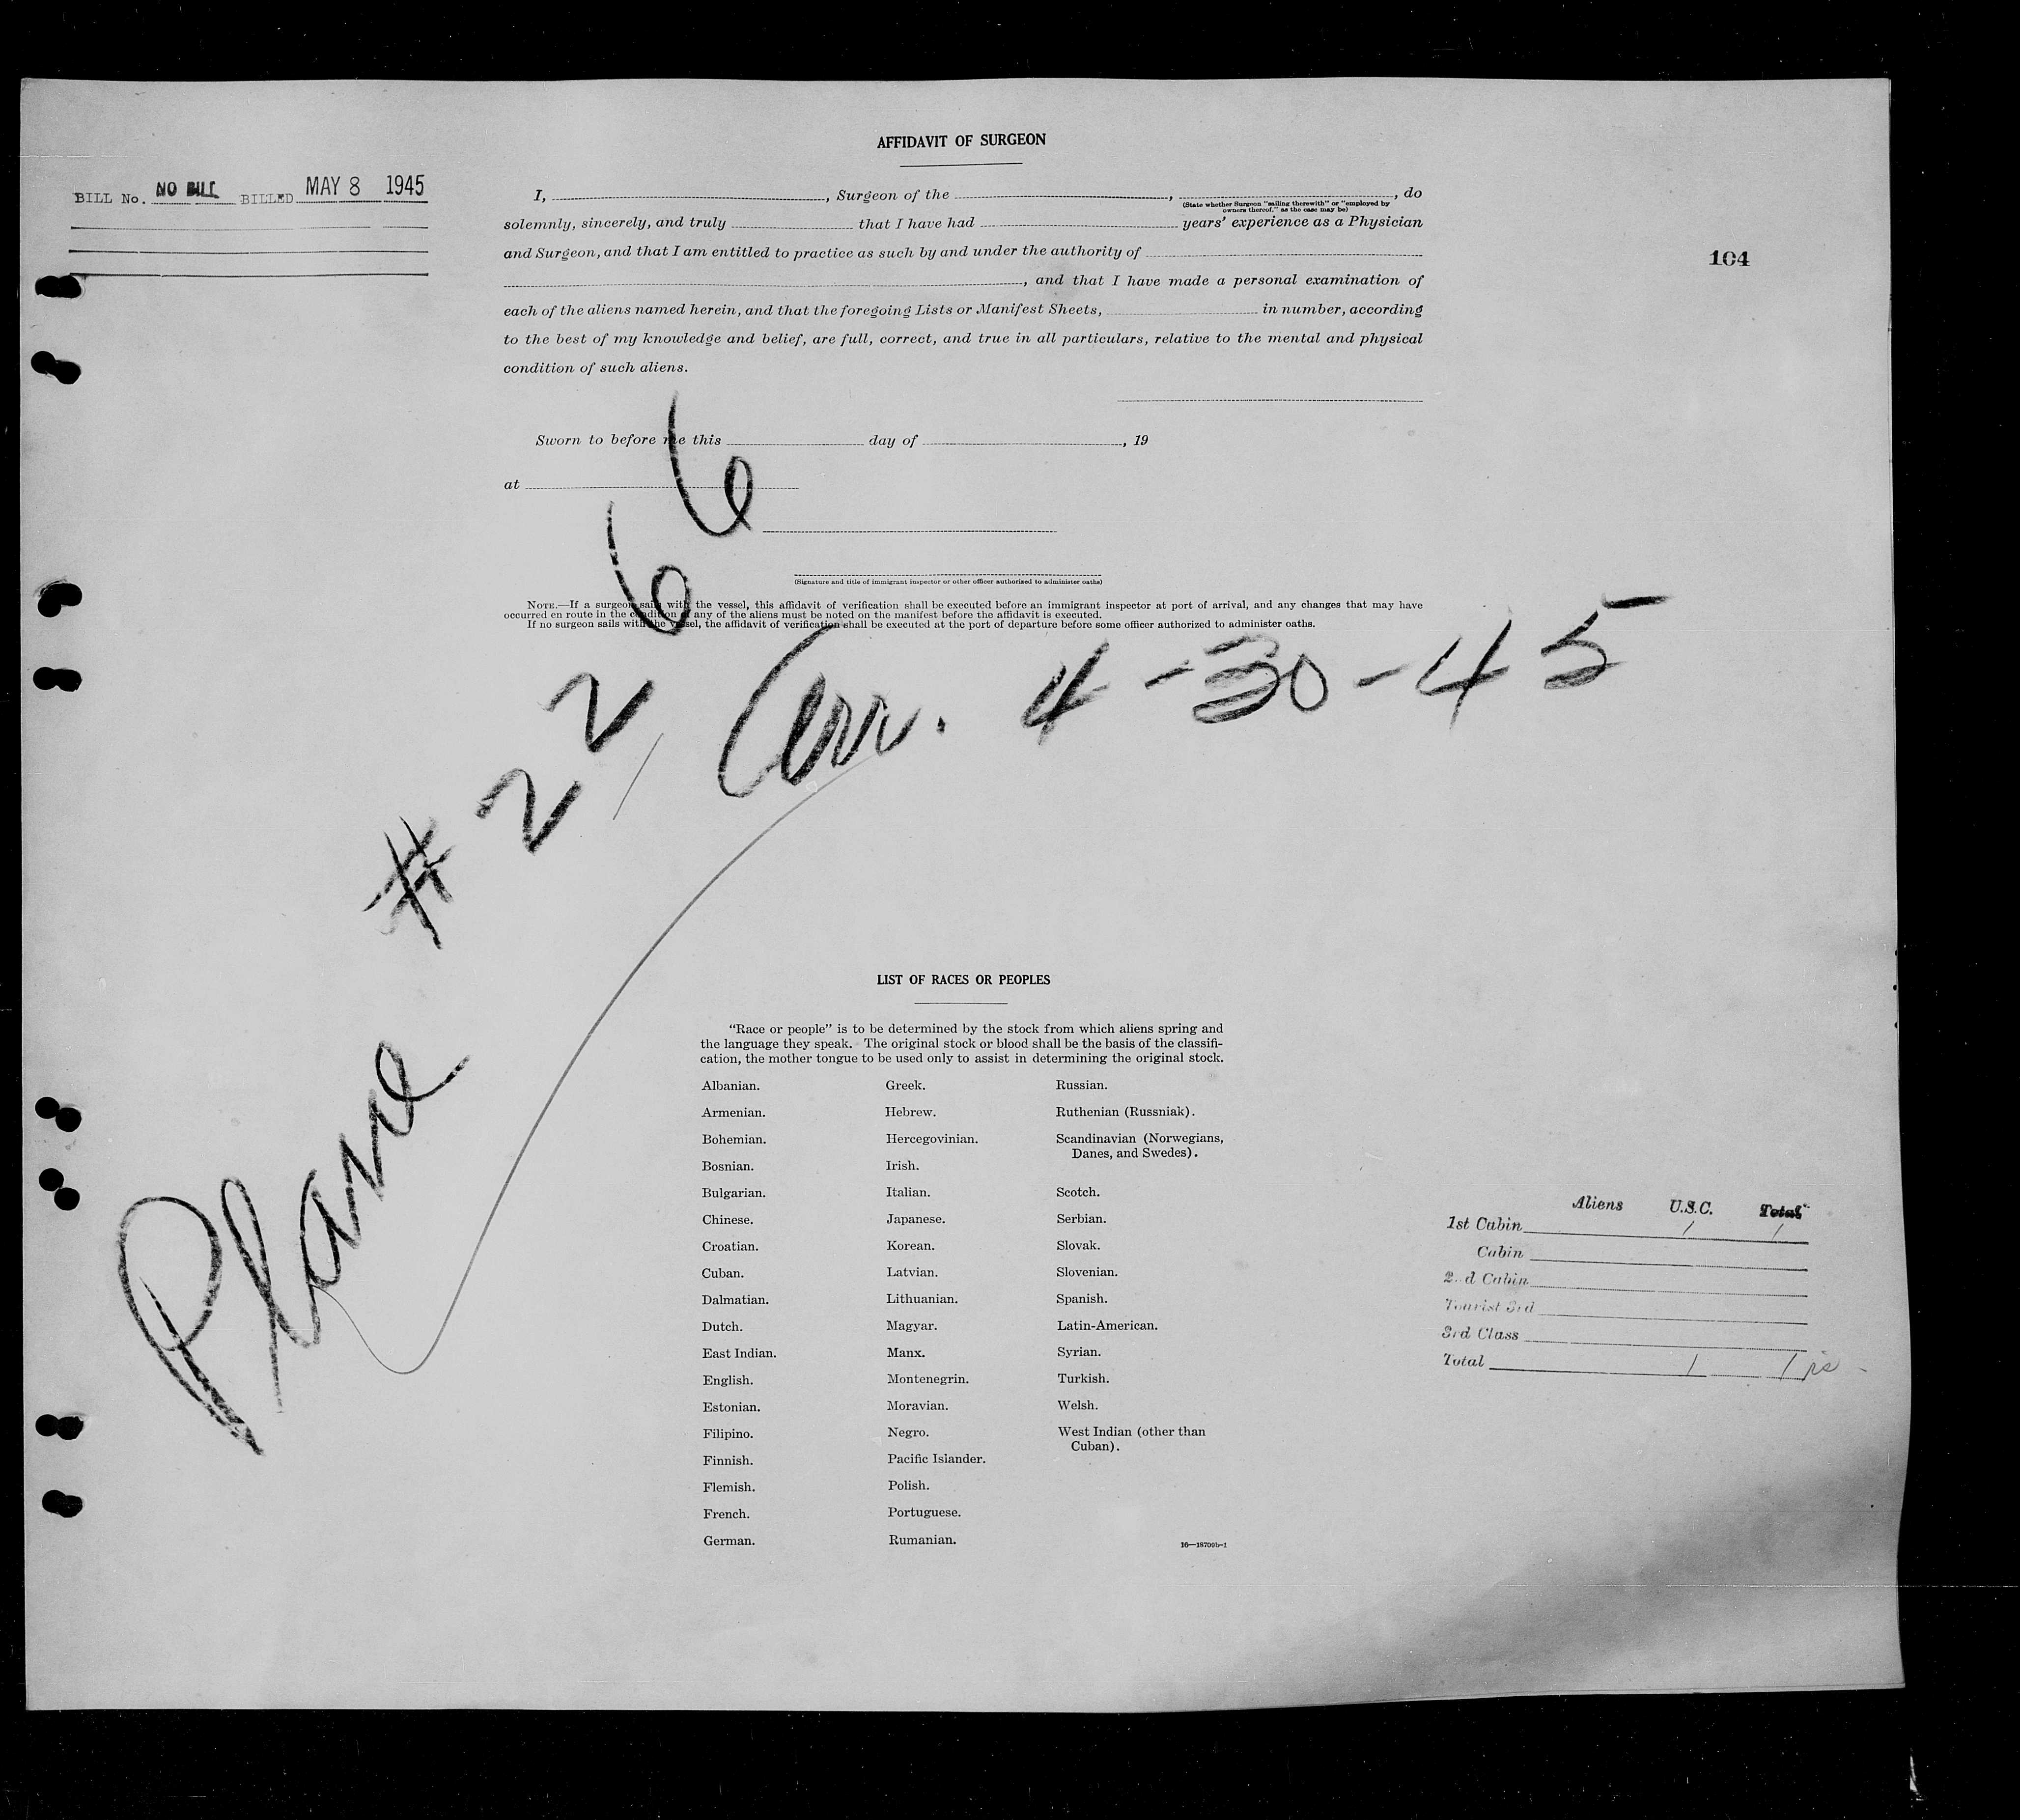 AFFIDAVIT OF SURGEON
BILL No. NO BILL BILLED MAY 8 1945
104
I, , Surgeon of the , , do
(State whether Surgeon "sailing therewith" or "employed by
owners thereof," as the case may be)
solemnly, sincerely, and truly that I have had years' experience as a Physician
and Surgeon, and that I am entitled to practice as such by and under the authority of
, and that I have made a personal examination of
each of the aliens named herein, and that the foregoing Lists or Manifest Sheets, in number, according
to the best of my knowledge and belief, are full, correct, and true in all particulars, relative to the mental and physical
condition of such aliens.
Sworn to before me this day of , 19
at
(Signature and title of immigrant inspector or other officer authorized to administer oaths)
NOTE.—If a surgeon sails with the vessel, this affidavit of verification shall be executed before an immigrant inspector at port of arrival, and any changes that may have
occurred en route in the condition of any of the aliens must be noted on the manifest before the affidavit is executed.
If no surgeon sails with the vessel, the affidavit of verification shall be executed at the port of departure before some officer authorized to administer oaths.
Plane # 2266
Arr. 4-30-45
LIST OF RACES OR PEOPLES
"Race or people" is to be determined by the stock from which aliens spring and
the language they speak. The original stock or blood shall be the basis of the classifi-
cation, the mother tongue to be used only to assist in determining the original stock.
Albanian.
Armenian.
Bohemian.
Bosnian.
Bulgarian.
Chinese.
Croatian.
Cuban.
Dalmatian.
Dutch.
East Indian.
English.
Estonian.
Filipino.
Finnish.
Flemish.
French.
German.
Greek.
Hebrew.
Hercegovinian.
Irish.
Italian.
Japanese.
Korean.
Latvian.
Lithuanian.
Magyar.
Manx.
Montenegrin.
Moravian.
Negro.
Pacific Islander.
Polish.
Portuguese.
Rumanian.
Russian.
Ruthenian (Russniak).
Scandinavian (Norwegians,
Danes, and Swedes).
Scotch.
Serbian.
Slovak.
Slovenian.
Spanish.
Latin-American.
Syrian.
Turkish.
Welsh.
West Indian (other than
Cuban).
16—18700b-1
Aliens U.S.C. Total
1st Cabin 1 1
Cabin
2nd Cabin
Tourist 3rd
3rd Class
Total 1 1